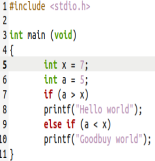 1 #include <stdio.h>
2
3 int main (void)
4 {
5 int x = 7;
6 int a = 5;
7 if (a > x)
8 printf("Hello world");
9 else if (a < x)
10 printf("Goodbuy world");
11 }